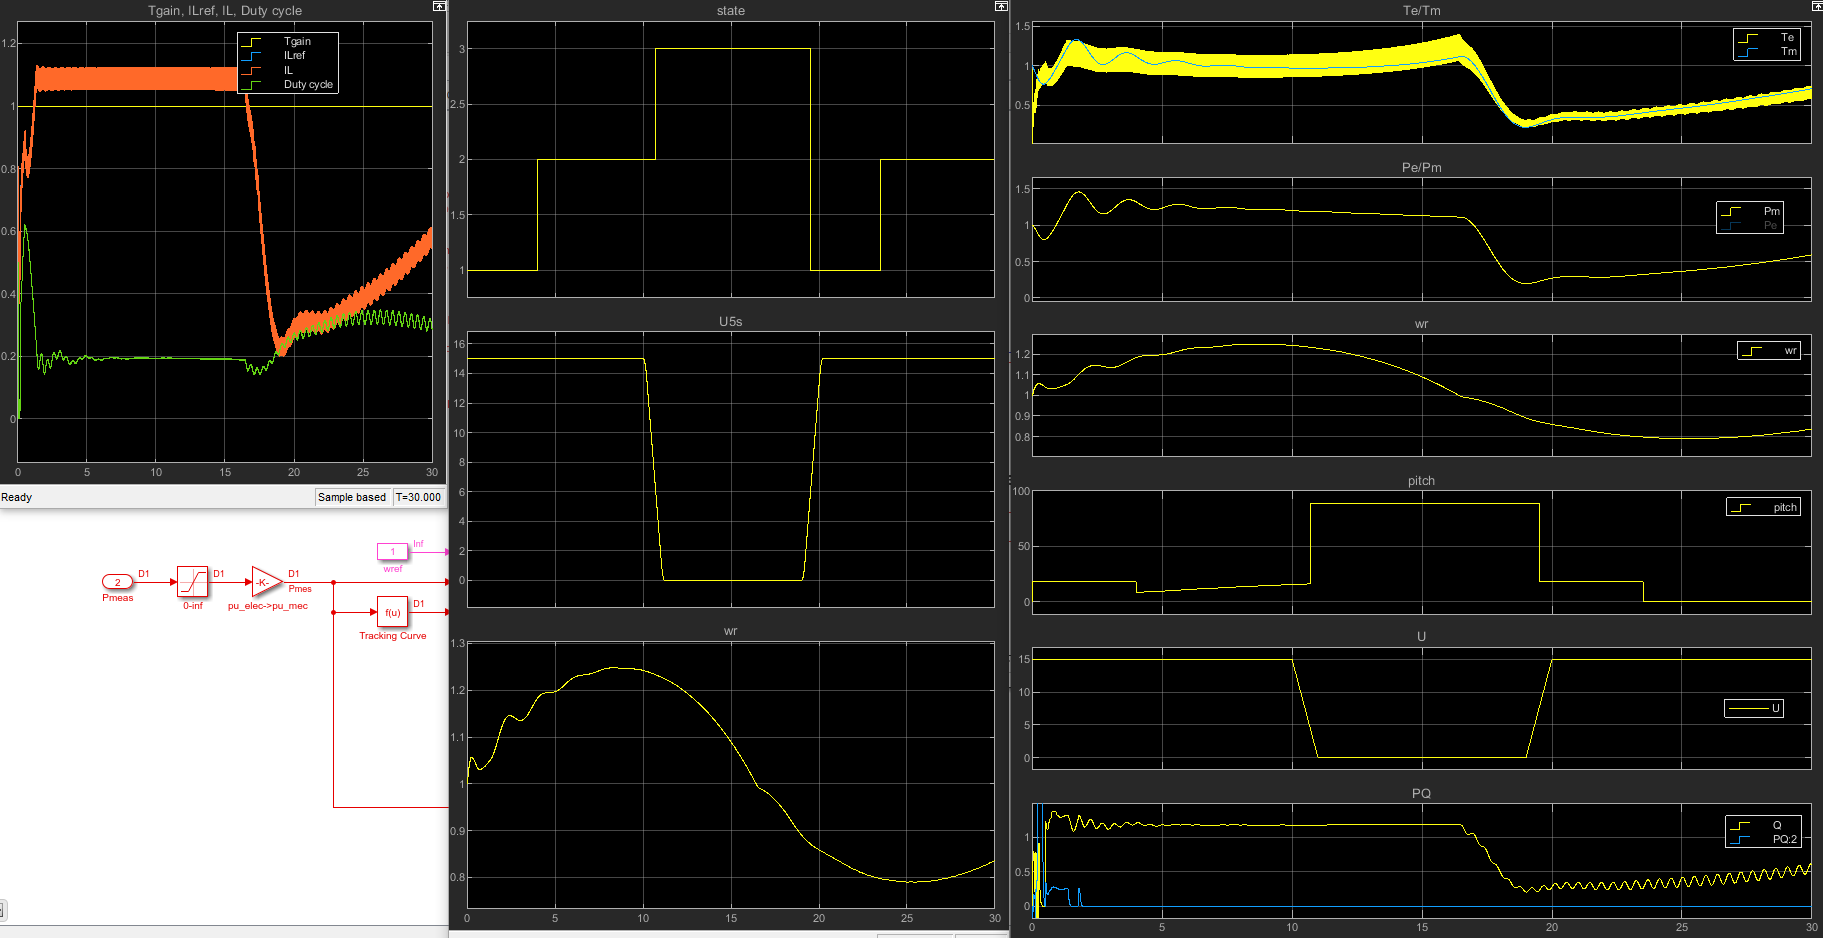 Tgain, ILref, IL, Duty cycle
Tgain
ILref
IL
Duty cycle
1.2
1
0.8
0.6
0.4
0.2
0
0 5 10 15 20 25 30
Ready
Sample based
T=30.000
1
Inf
wref
2
Pmeas
D1
0-inf
D1
-K-
pu_elec->pu_mec
D1
Pmes
f(u)
D1
Tracking Curve
state
3
2.5
2
1.5
1
U5s
16
14
12
10
8
6
4
2
0
wr
1.3
1.2
1.1
1
0.9
0.8
0 5 10 15 20 25 30
Te/Tm
Te
Tm
1.5
1
0.5
Pe/Pm
Pm
Pe
1.5
1
0.5
0
wr
wr
1.2
1.1
1
0.9
0.8
pitch
pitch
100
50
0
U
U
15
10
5
0
PQ
Q
PQ:2
1
0.5
0
0 5 10 15 20 25 30